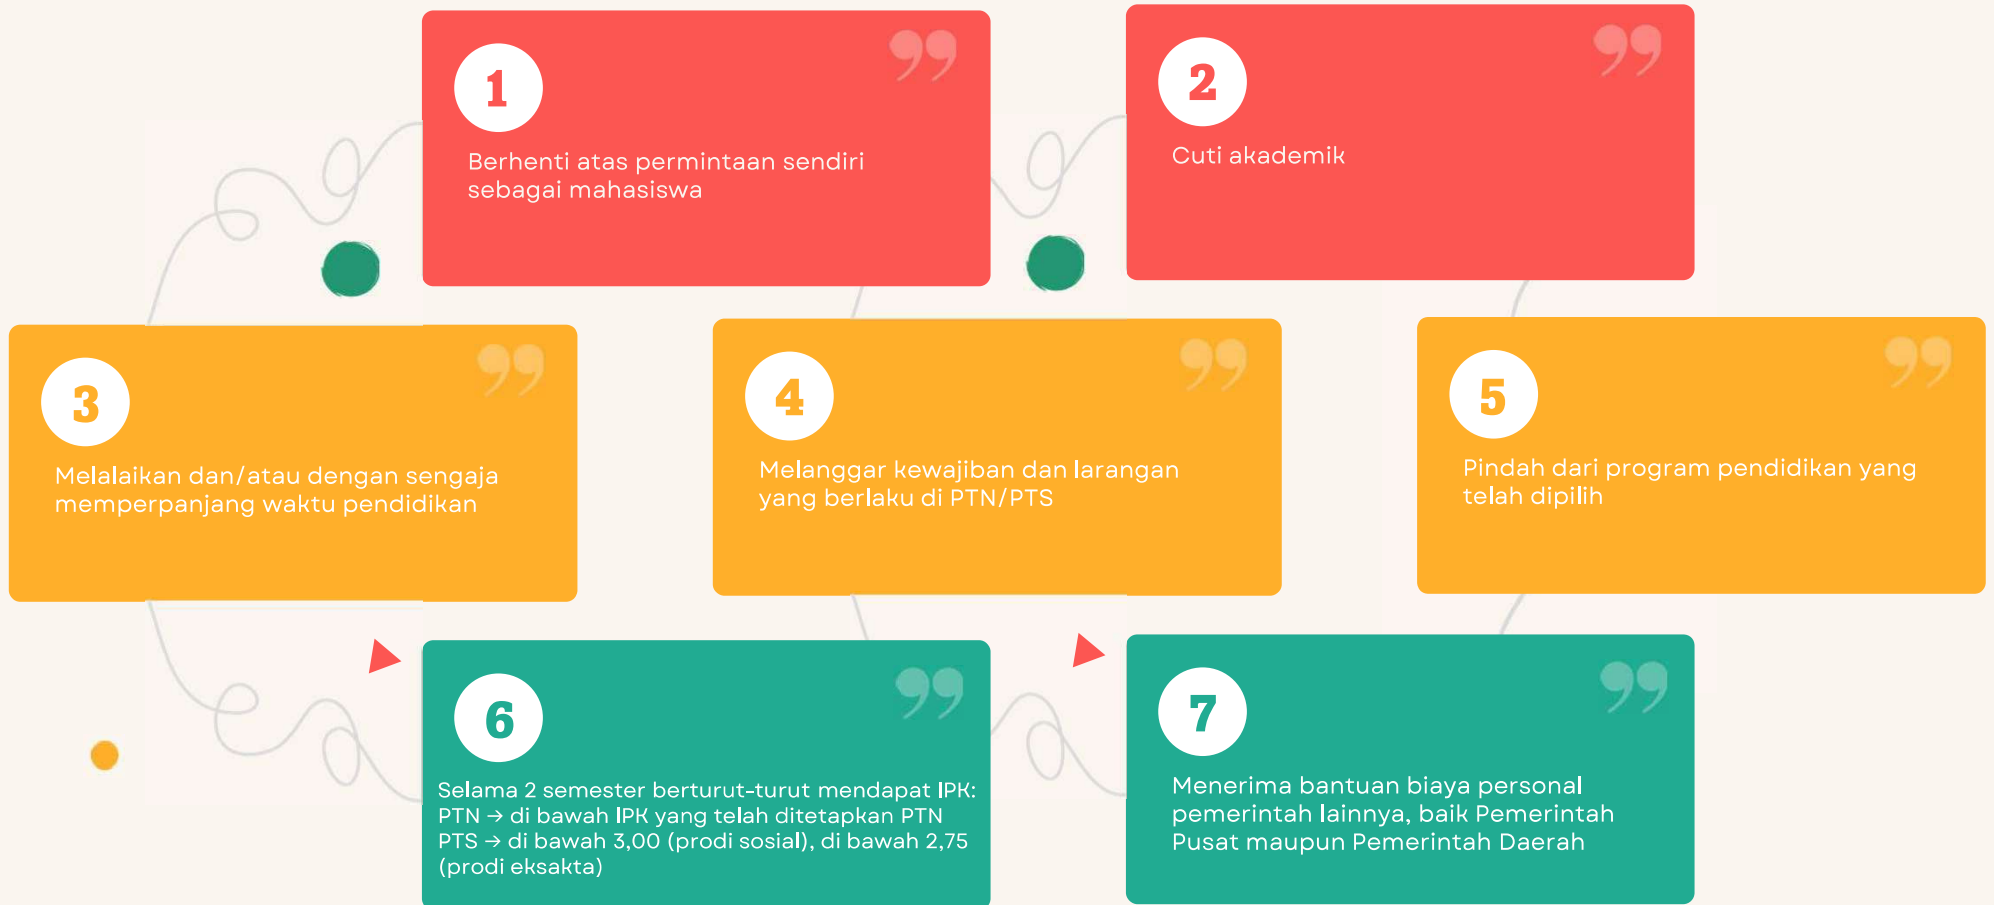 1
Berhenti atas permintaan sendiri
sebagai mahasiswa
2
Cuti akademik
3
Melalaikan dan/atau dengan sengaja
memperpanjang waktu pendidikan
4
Melanggar kewajiban dan larangan
yang berlaku di PTN/PTS
5
Pindah dari program pendidikan yang
telah dipilih
6
Selama 2 semester berturut-turut mendapat IPK:
PTN → di bawah IPK yang telah ditetapkan PTN
PTS → di bawah 3,00 (prodi sosial), di bawah 2,75
(prodi eksakta)
7
Menerima bantuan biaya personal
pemerintah lainnya, baik Pemerintah
Pusat maupun Pemerintah Daerah